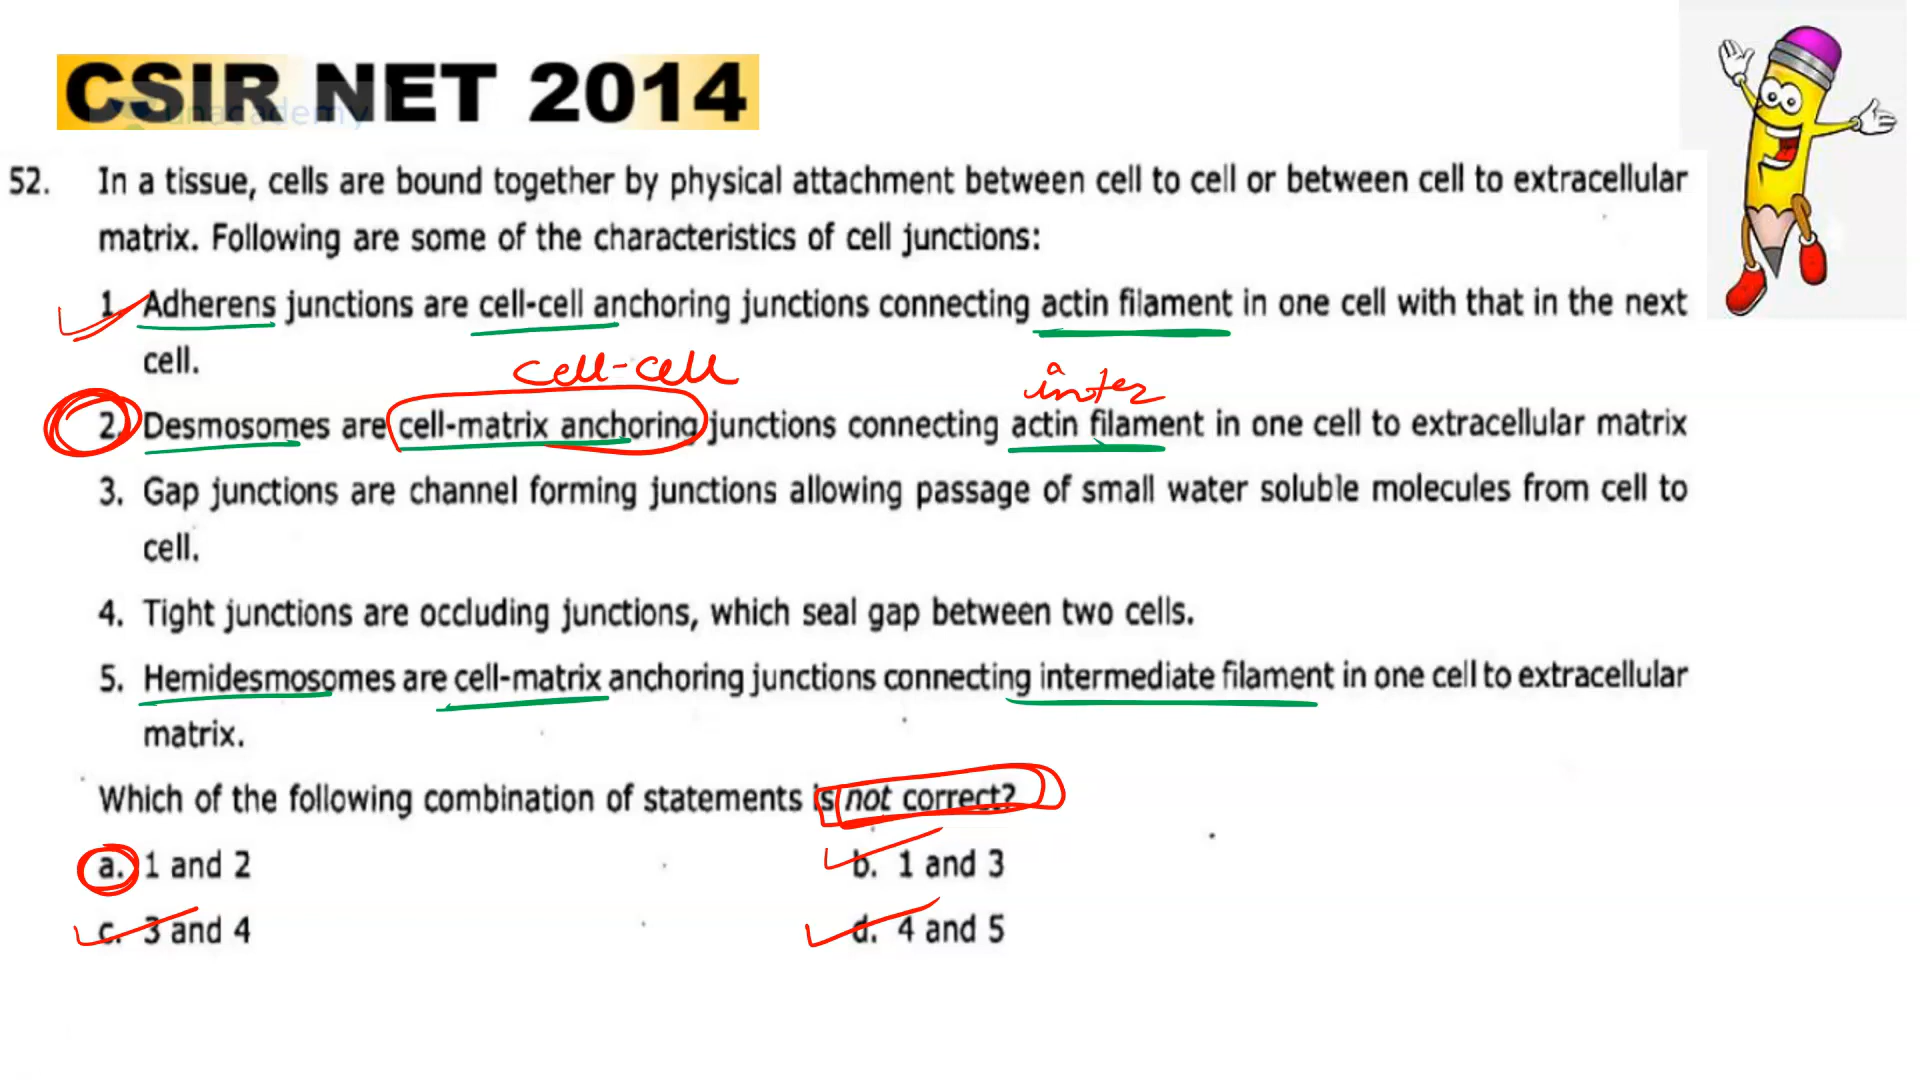 CSIR NET 2014
unacademy
52. In a tissue, cells are bound together by physical attachment between cell to cell or between cell to extracellular
matrix. Following are some of the characteristics of cell junctions:
1. Adherens junctions are cell-cell anchoring junctions connecting actin filament in one cell with that in the next
cell.
cell-cell
inter
2. Desmosomes are cell-matrix anchoring junctions connecting actin filament in one cell to extracellular matrix
3. Gap junctions are channel forming junctions allowing passage of small water soluble molecules from cell to
cell.
4. Tight junctions are occluding junctions, which seal gap between two cells.
5. Hemidesmosomes are cell-matrix anchoring junctions connecting intermediate filament in one cell to extracellular
matrix.
Which of the following combination of statements is not correct?
a. 1 and 2 b. 1 and 3
c. 3 and 4 d. 4 and 5